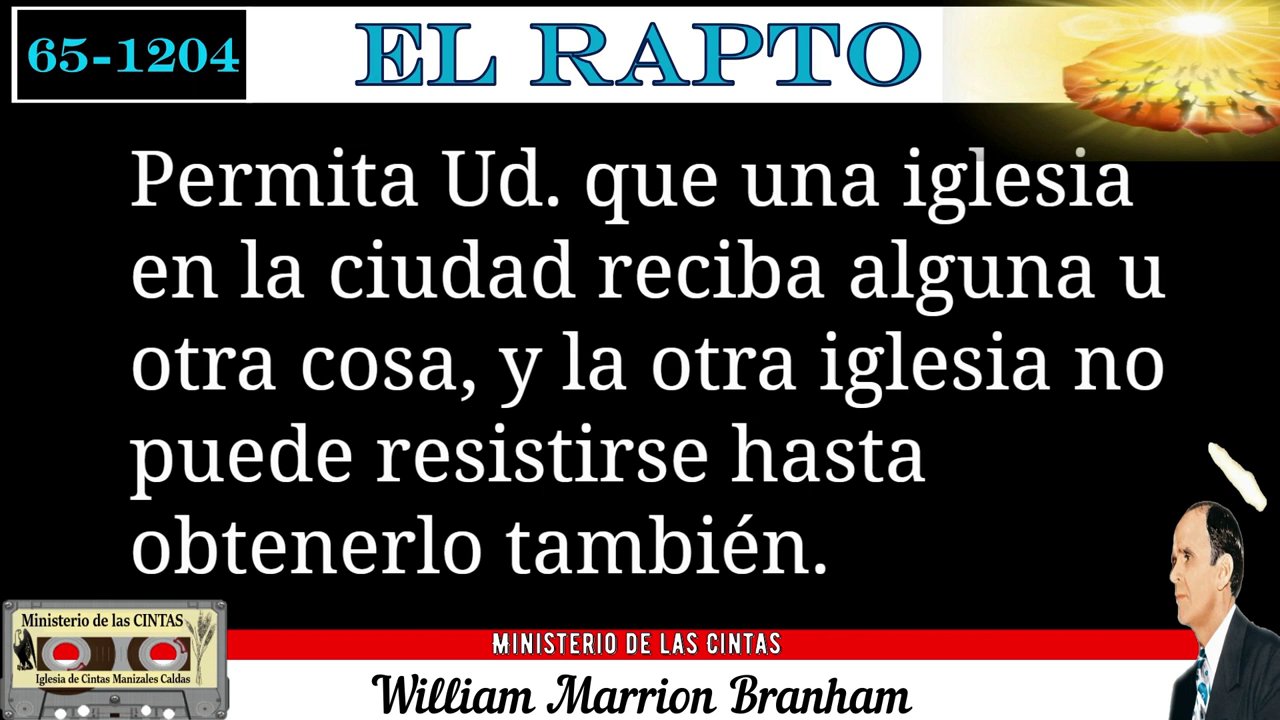 65-1204
EL RAPTO
Permita Ud. que una iglesia
en la ciudad reciba alguna u
otra cosa, y la otra iglesia no
puede resistirse hasta
obtenerlo también.
Ministerio de las CINTAS
Iglesia de Cintas Manizales Caldas
MINISTERIO DE LAS CINTAS
William Marrion Branham